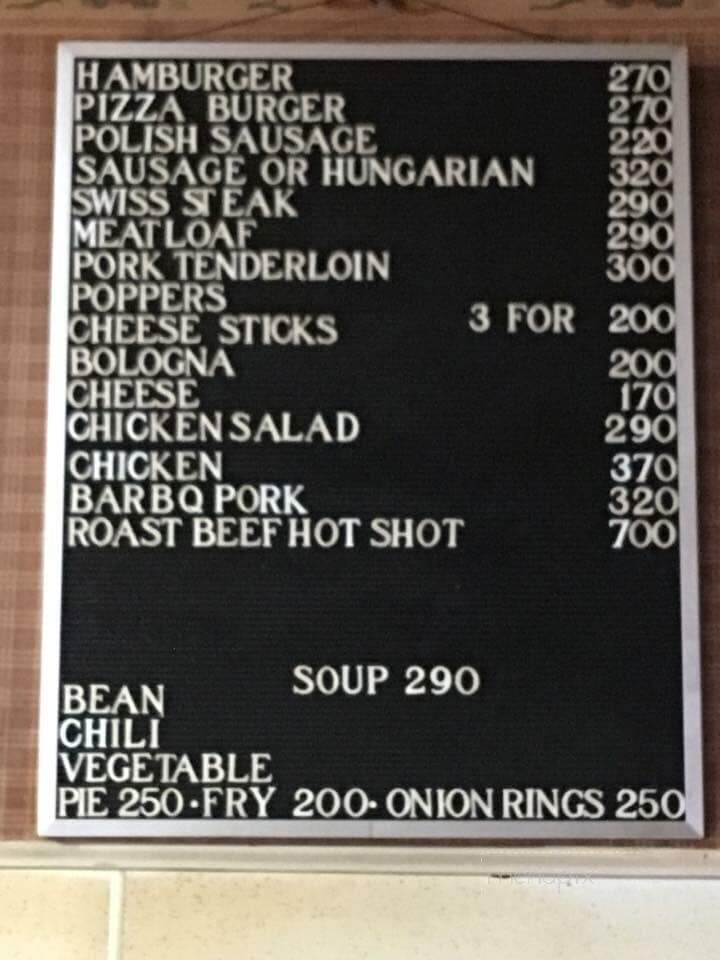 HAMBURGER 270
PIZZA BURGER 270
POLISH SAUSAGE 220
SAUSAGE OR HUNGARIAN 320
SWISS STEAK 290
MEATLOAF 290
PORK TENDERLOIN 300
POPPERS
3 FOR 200
CHEESE STICKS
BOLOGNA 200
CHEESE 170
CHICKEN SALAD 290
CHICKEN 370
BARBQ PORK 320
ROAST BEEF HOT SHOT 700
SOUP 290
BEAN
CHILI
VEGETABLE
PIE 250 · FRY 200 · ONION RINGS 250